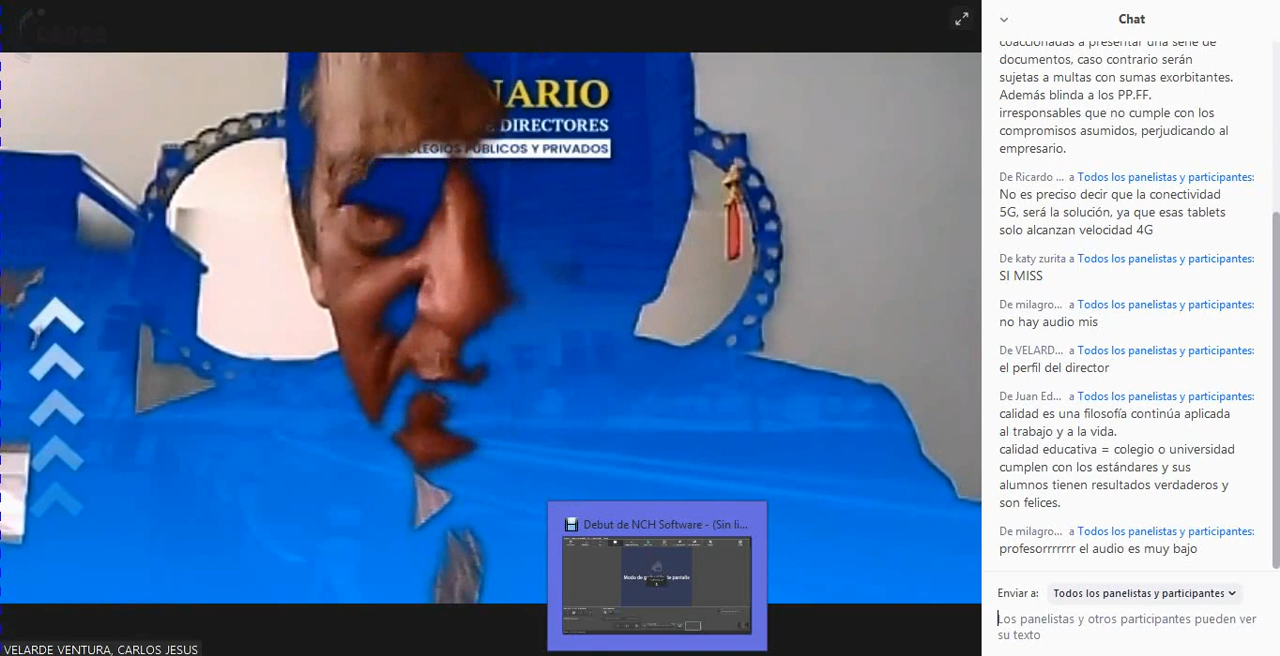 NARIO
DIRECTORES
COLEGIOS PÚBLICOS Y PRIVADOS
Debut de NCH Software - (Sin li...
VELARDE VENTURA, CARLOS JESUS
Chat
coaccionadas a presentar una serie de
documentos, caso contrario serán
sujetas a multas con sumas exorbitantes.
Además blinda a los PP.FF.
irresponsables que no cumple con los
compromisos asumidos, perjudicando al
empresario.
De Ricardo ... a Todos los panelistas y participantes:
No es preciso decir que la conectividad
5G, será la solución, ya que esas tablets
solo alcanzan velocidad 4G
De katy zurita a Todos los panelistas y participantes:
SI MISS
De milagro... a Todos los panelistas y participantes:
no hay audio mis
De VELARD... a Todos los panelistas y participantes:
el perfil del director
De Juan Ed... a Todos los panelistas y participantes:
calidad es una filosofía continúa aplicada
al trabajo y a la vida.
calidad educativa = colegio o universidad
cumplen con los estándares y sus
alumnos tienen resultados verdaderos y
son felices.
De milagro... a Todos los panelistas y participantes:
profesorrrrrrr el audio es muy bajo
Enviar a: Todos los panelistas y participantes
Los panelistas y otros participantes pueden ver
su texto